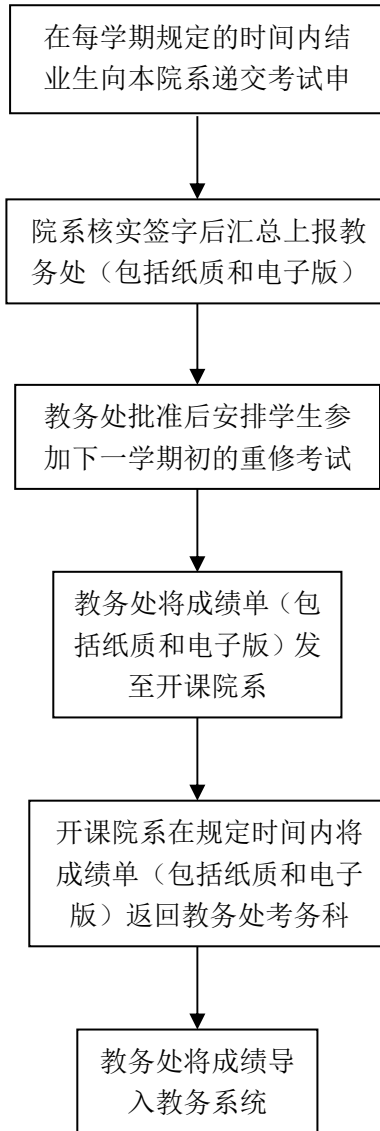 在每学期规定的时间内结
业生向本院系递交考试申
院系核实签字后汇总上报教
务处（包括纸质和电子版）
教务处批准后安排学生参
加下一学期初的重修考试
教务处将成绩单（包
括纸质和电子版）发
至开课院系
开课院系在规定时间内将
成绩单（包括纸质和电子
版）返回教务处考务科
教务处将成绩导
入教务系统